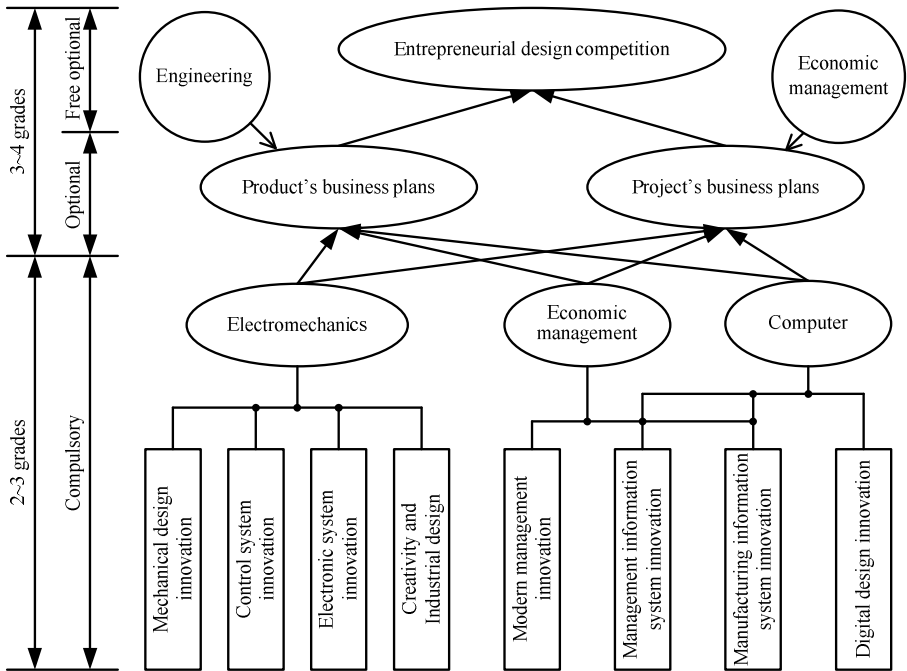 3~4 grades
Free optional
Optional
2~3 grades
Compulsory
Engineering
Entrepreneurial design competition
Economic
management
Product's business plans
Project's business plans
Electromechanics
Economic
management
Computer
Mechanical design
innovation
Control system
innovation
Electronic system
innovation
Creativity and
Industrial design
Modern management
innovation
Management information
system innovation
Manufacturing information
system innovation
Digital design innovation